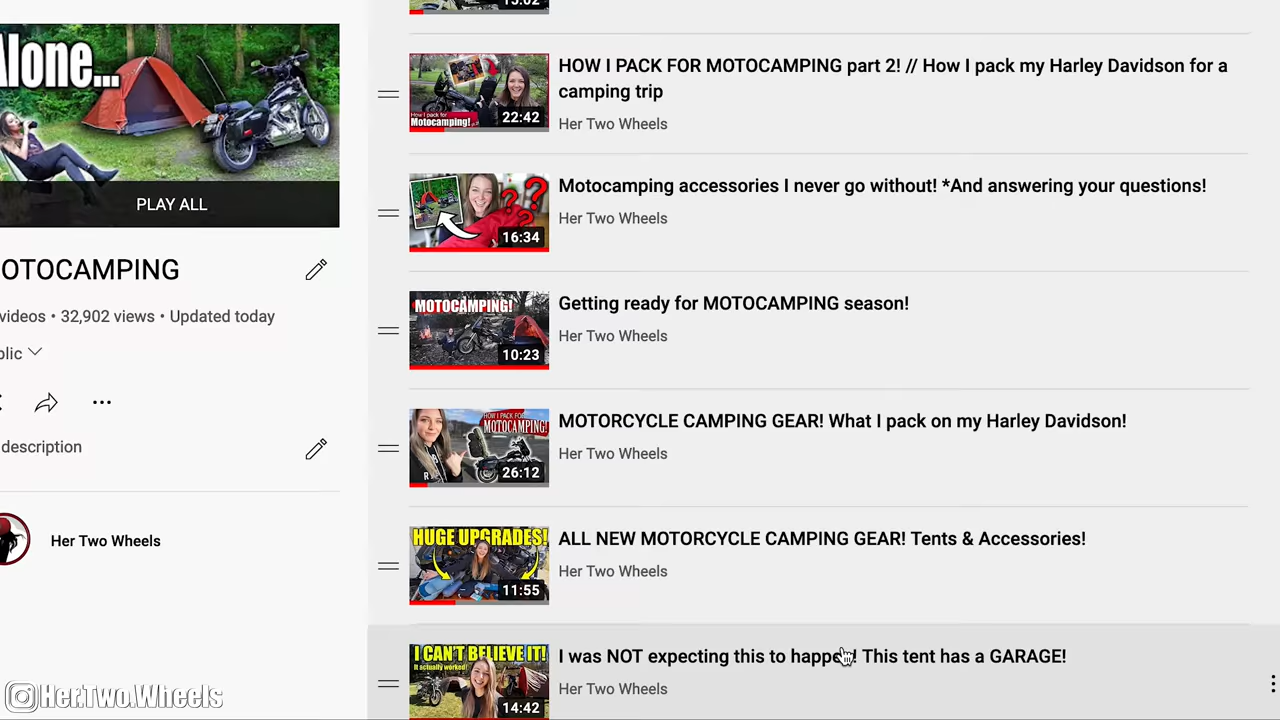 Alone...
PLAY ALL
OTOCAMPING
videos • 32,902 views • Updated today
blic
description
Her Two Wheels
Her.Two.Wheels
HOW I PACK FOR MOTOCAMPING part 2! // How I pack my Harley Davidson for a
camping trip
Her Two Wheels
How I pack for
Motocamping!
22:42
Motocamping accessories I never go without! *And answering your questions!
Her Two Wheels
16:34
Getting ready for MOTOCAMPING season!
Her Two Wheels
MOTOCAMPING!
10:23
MOTORCYCLE CAMPING GEAR! What I pack on my Harley Davidson!
Her Two Wheels
HOW I PACK FOR
MOTOCAMPING!
26:12
ALL NEW MOTORCYCLE CAMPING GEAR! Tents & Accessories!
Her Two Wheels
HUGE UPGRADES!
11:55
I was NOT expecting this to happen! This tent has a GARAGE!
Her Two Wheels
I CAN'T BELIEVE IT!
It actually worked!
14:42